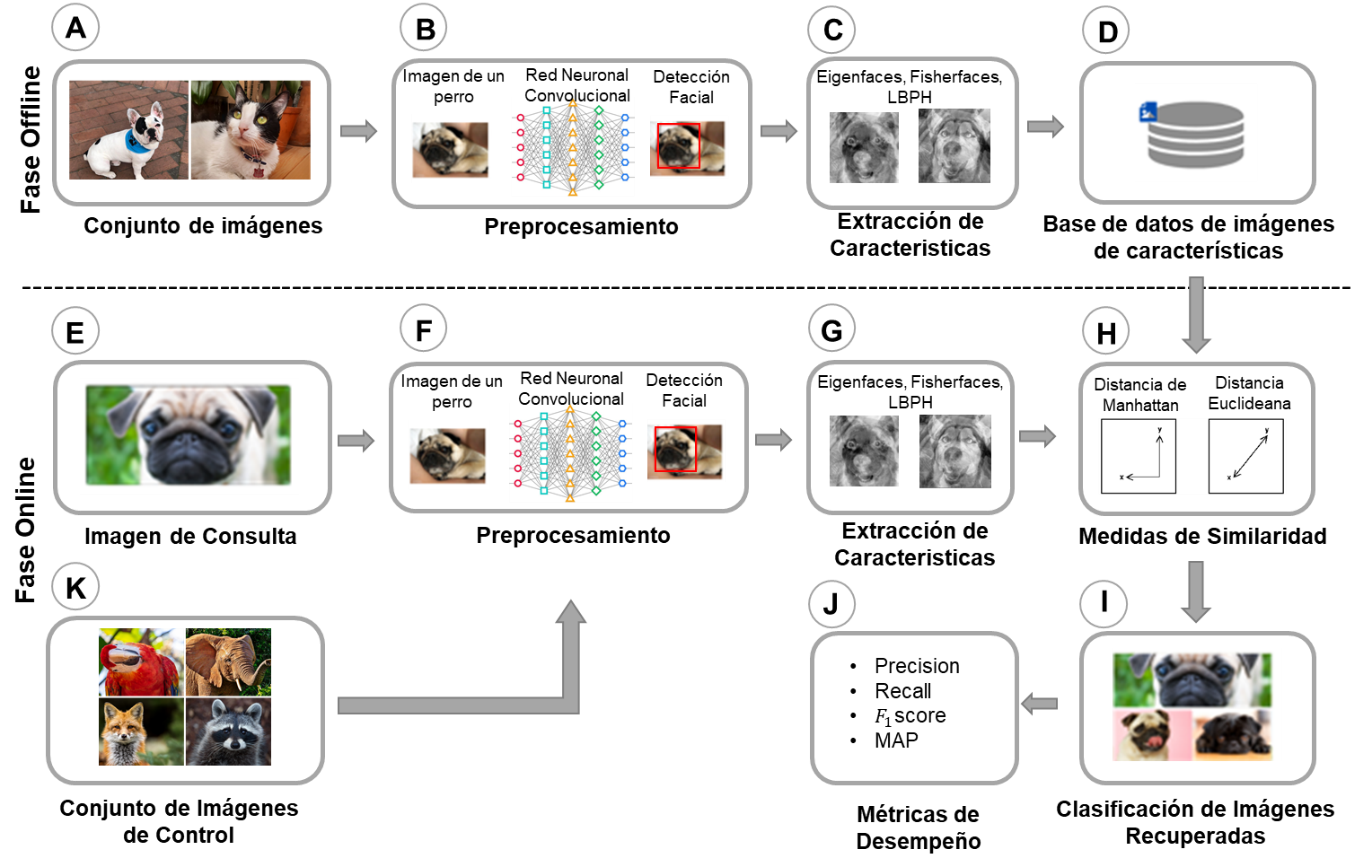 Fase Offline
A
Conjunto de imágenes
B
Imagen de un
perro
Red Neuronal
Convolucional
Detección
Facial
Preprocesamiento
C
Eigenfaces, Fisherfaces,
LBPH
Extracción de
Caracteristicas
D
Base de datos de imágenes
de característífcas
Fase Online
E
Imagen de Consulta
F
Imagen de un
perro
Red Neuronal
Convolucional
Detección
Facial
Preprocesamiento
G
Eigenfaces, Fisherfaces,
LBPH
Extracción de
Caracteristicas
H
Distancia de
Manhattan
y
x
Distancia
Euclideana
y
x
Medidas de Similaridad
K
Conjunto de Imágenes
de Control
J
• Precision
• Recall
• F₁ score
• MAP
Métricas de
Desempeño
I
Clasificación de Imágenes
Recuperadas